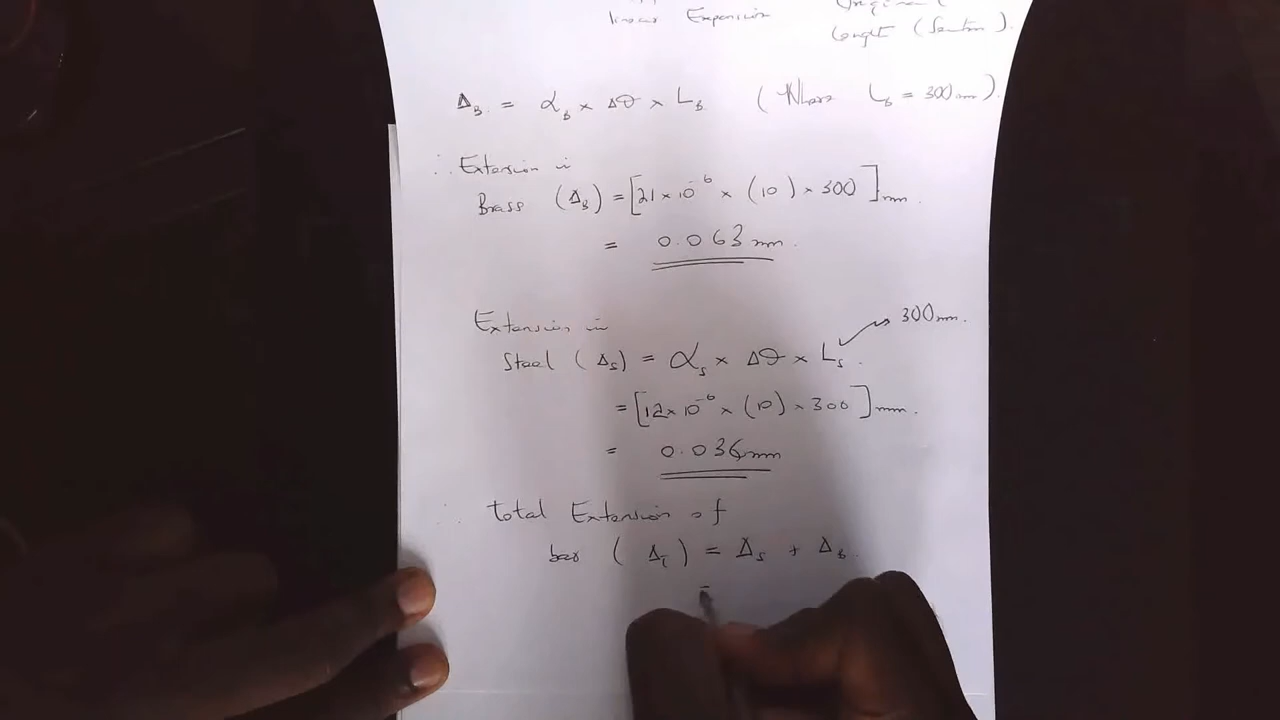 linear Expansion Original
Length (Section).
Δ_B = α_B × Δθ × L_B (Where L_B = 300mm).
∴ Extension in
Brass (Δ_B) = [21×10⁻⁶ × (10) × 300]mm.
= 0.063mm.
Extension in 300mm.
Steel (Δ_S) = α_S × Δθ × L_S.
= [12×10⁻⁶ × (10) × 300]mm.
= 0.036mm
∴ total Extension of
bar (Δ_T) = Δ_S + Δ_B.
=